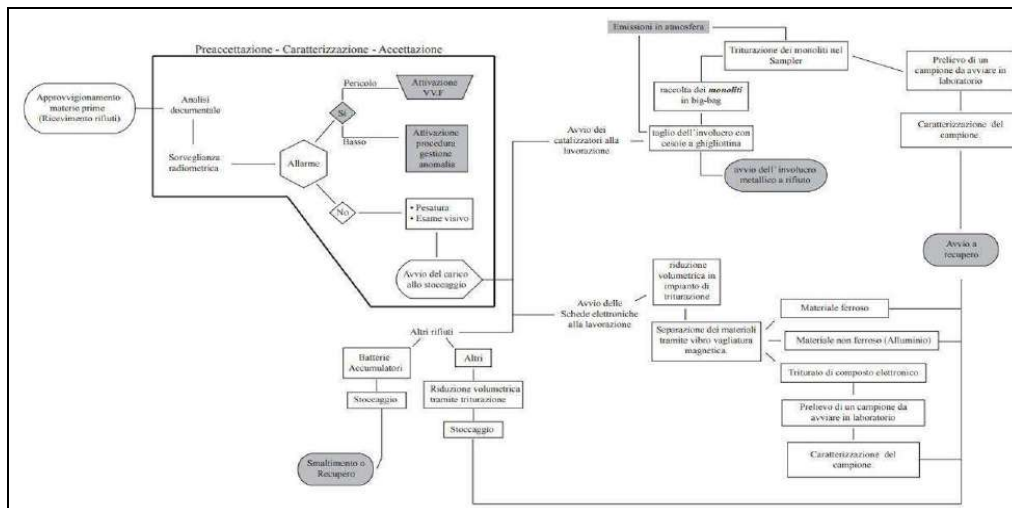 Preaccettazione - Caratterizzazione - Accettazione
Approvvigionamento
materie prime
(Ricevimento rifiuti)
Analisi
documentale
Sorveglianza
radiometrica
Allarme
Pericolo
Si
Basso
Attivazione
VV.F
Attivazione
procedura
gestione
anomalia
No
• Pesatura
• Esame visivo
Avvio del carico
allo stoccaggio
Avvio dei
catalizzatori alla
lavorazione
Emissioni in atmosfera
Triturazione dei monoliti nel
Sampler
raccolta dei monoliti
in big-bag
taglio dell'involucro con
cesoie a ghigliottina
avvio dell' involucro
metallico a rifiuto
Prelievo di un
campione da avviare in
laboratorio
Caratterizzazione del
campione
Avvio a
recupero
Avvio delle
Schede elettroniche
alla lavorazione
riduzione
volumetrica in
impianto di
triturazione
Separazione dei materiali
tramite vibro vagliatura
magnetica.
Materiale ferroso
Materiale non ferroso (Alluminio)
Triturato di composto elettronico
Prelievo di un campione da
avviare in laboratorio
Caratterizzazione del
campione
Altri rifiuti
Batterie
Accumulatori
Stoccaggio
Smaltimento o
Recupero
Altri
Riduzione volumetrica
tramite triturazione
Stoccaggio